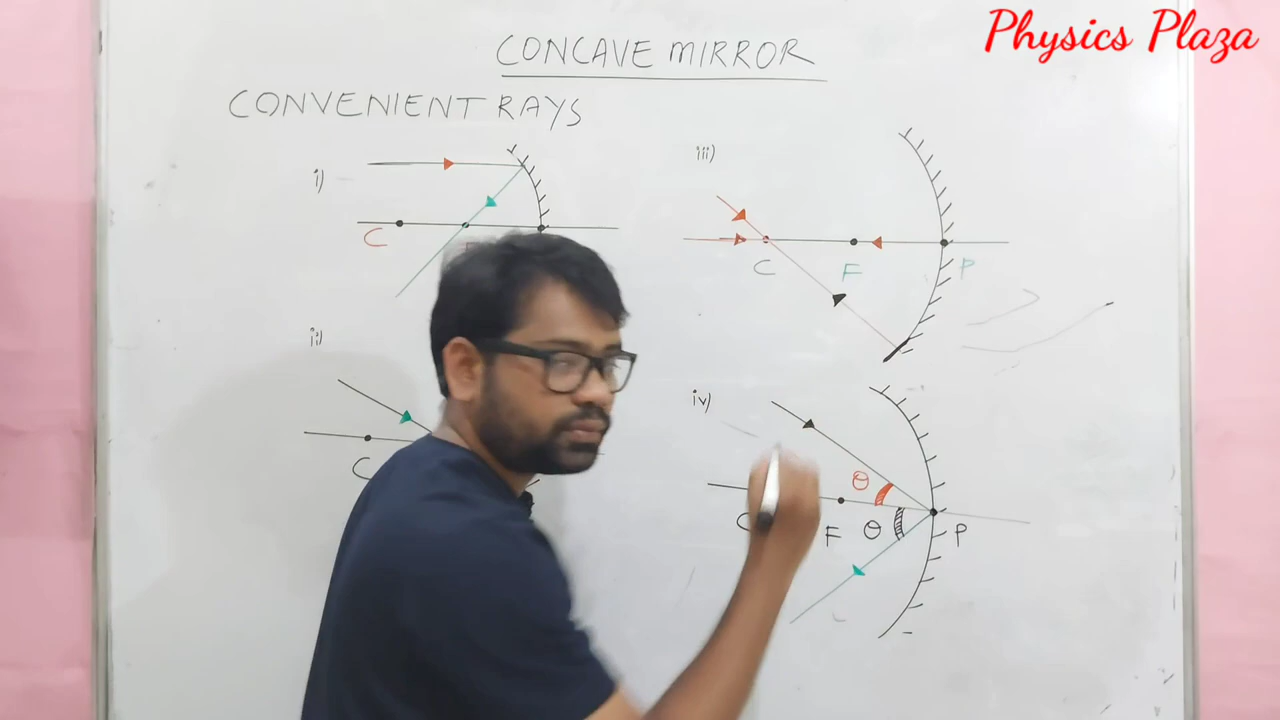 Physics Plaza
CONCAVE MIRROR
CONVENIENT RAYS
i)
C
ii)
C
iii)
C F P
iv)
θ
C F θ P